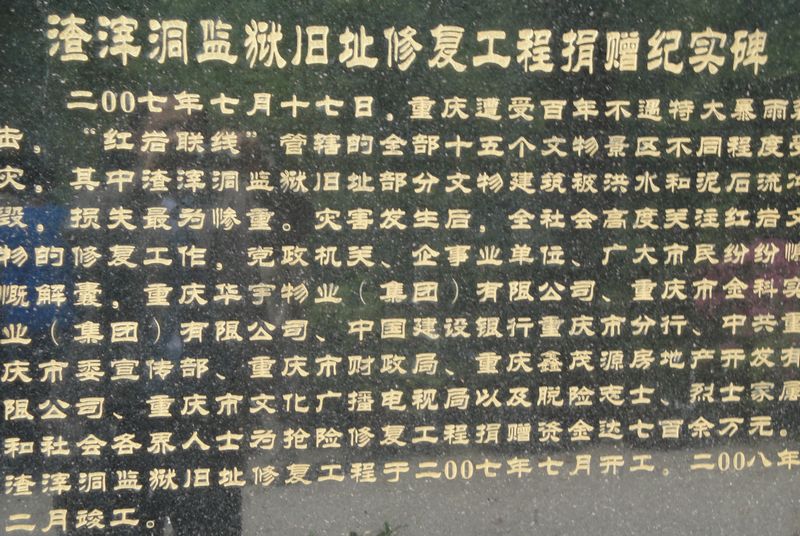 渣滓洞监狱旧址修复工程捐赠纪实碑
二00七年七月十七日，重庆遭受百年不遇特大暴雨袭
击，“红岩联线”管辖的全部十五个文物景区不同程度受
灾，其中渣滓洞监狱旧址部分文物建筑被洪水和泥石流冲
毁，损失最为惨重。灾害发生后，全社会高度关注红岩文
物的修复工作，党政机关、企事业单位、广大市民纷纷慷
慨解囊，重庆华宇物业（集团）有限公司、重庆市金科实
业（集团）有限公司、中国建设银行重庆市分行、中共重
庆市委宣传部、重庆市财政局、重庆鑫茂源房地产开发有
限公司、重庆市文化广播电视局以及脱险志士、烈士家属
和社会各界人士为抢险修复工程捐赠资金达七百余万元。
渣滓洞监狱旧址修复工程于二00七年七月开工。二00八年
二月竣工。